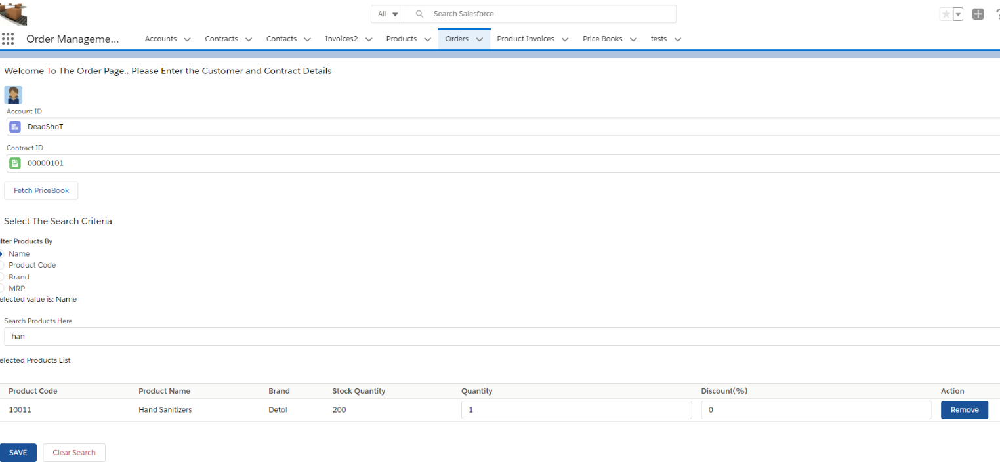 All Search Salesforce
Order Manageme... Accounts Contracts Contacts Invoices2 Products Orders Product Invoices Price Books tests
Welcome To The Order Page.. Please Enter the Customer and Contract Details
Account ID
DeadShoT
Contract ID
00000101
Fetch PriceBook
Select The Search Criteria
ilter Products By
Name
Product Code
Brand
MRP
elected value is: Name
Search Products Here
han
elected Products List
Product Code Product Name Brand Stock Quantity Quantity Discount(%) Action
10011 Hand Sanitizers Detol 200 1 0 Remove
SAVE Clear Search